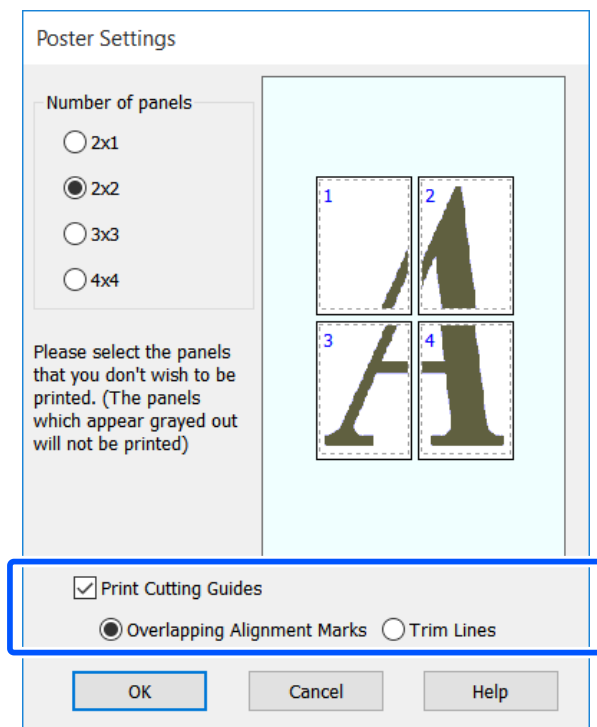 Poster Settings
Number of panels
2x1
2x2
3x3
4x4
Please select the panels
that you don't wish to be
printed. (The panels
which appear grayed out
will not be printed)
1
2
3
4
Print Cutting Guides
Overlapping Alignment Marks
Trim Lines
OK
Cancel
Help